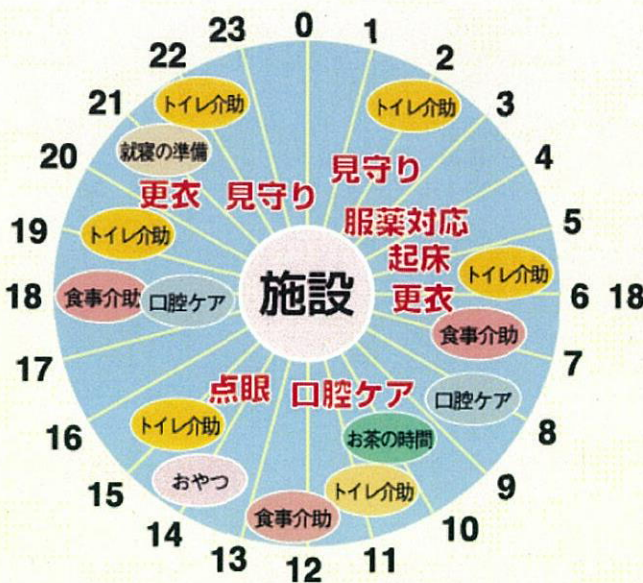 0
1
2
3
4
5
6
7
8
9
10
11
12
13
14
15
16
17
18
19
20
21
22
23
18
トイレ介助
見守り
服薬対応
起床
トイレ介助
更衣
食事介助
口腔ケア
口腔ケア
お茶の時間
トイレ介助
食事介助
おやつ
点眼
トイレ介助
食事介助
口腔ケア
トイレ介助
更衣
就寝の準備
トイレ介助
見守り
施設